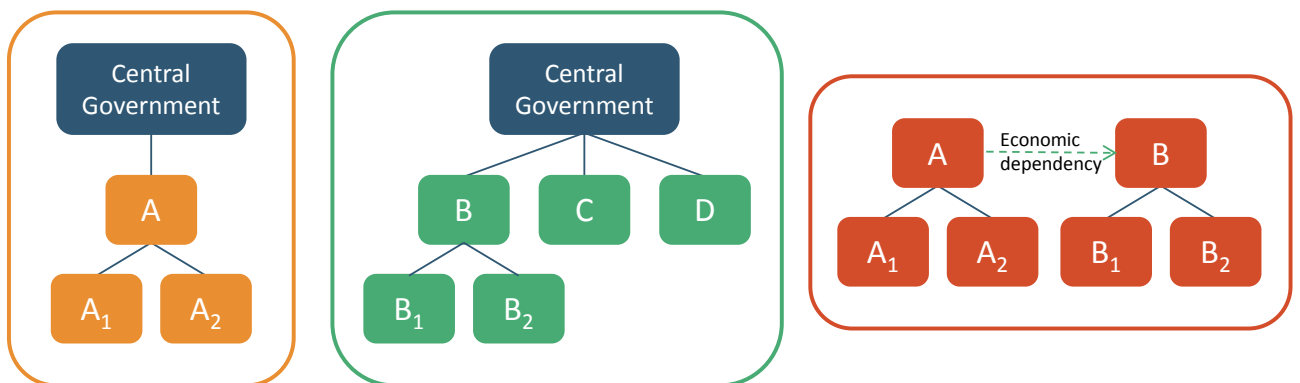 Central
Government
A
A₁
A₂
Central
Government
B
C
D
B₁
B₂
A
Economic
dependency
B
A₁
A₂
B₁
B₂